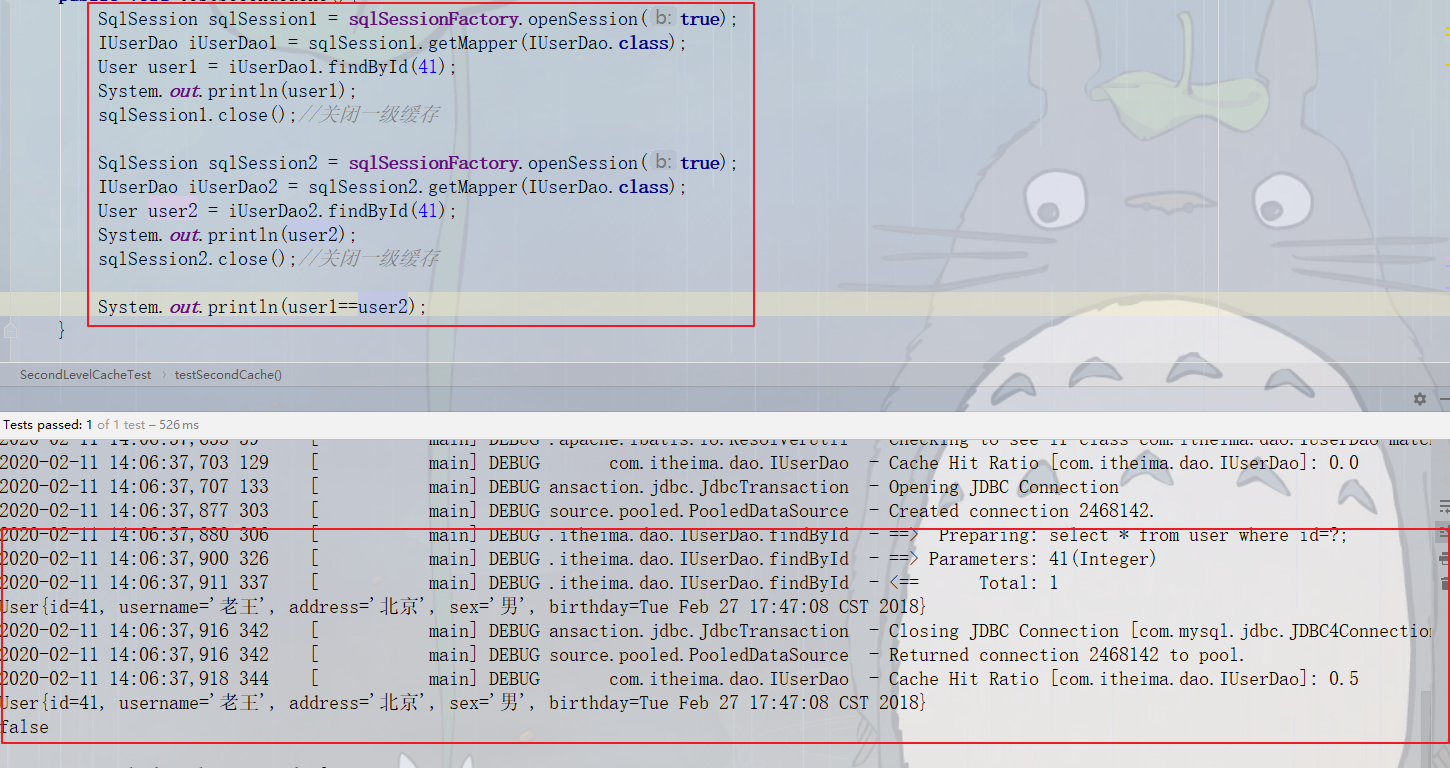 SqlSession sqlSession1 = sqlSessionFactory.openSession( b: true);
IUserDao iUserDao1 = sqlSession1.getMapper(IUserDao.class);
User user1 = iUserDao1.findById(41);
System.out.println(user1);
sqlSession1.close();//关闭一级缓存
SqlSession sqlSession2 = sqlSessionFactory.openSession( b: true);
IUserDao iUserDao2 = sqlSession2.getMapper(IUserDao.class);
User user2 = iUserDao2.findById(41);
System.out.println(user2);
sqlSession2.close();//关闭一级缓存
System.out.println(user1==user2);
}
SecondLevelCacheTest › testSecondCache()
Tests passed: 1 of 1 test – 526 ms
main] DEBUG .apache.ibatis.io.ResolverUtil - Checking to see if class com.itheima.dao.IUserDao
2020-02-11 14:06:37,703 129 [ main] DEBUG com.itheima.dao.IUserDao - Cache Hit Ratio [com.itheima.dao.IUserDao]: 0.0
2020-02-11 14:06:37,707 133 [ main] DEBUG ansaction.jdbc.JdbcTransaction - Opening JDBC Connection
2020-02-11 14:06:37,877 303 [ main] DEBUG source.pooled.PooledDataSource - Created connection 2468142.
2020-02-11 14:06:37,880 306 [ main] DEBUG .itheima.dao.IUserDao.findById - ==> Preparing: select * from user where id=?;
2020-02-11 14:06:37,900 326 [ main] DEBUG .itheima.dao.IUserDao.findById - ==> Parameters: 41(Integer)
2020-02-11 14:06:37,911 337 [ main] DEBUG .itheima.dao.IUserDao.findById - <== Total: 1
User{id=41, username='老王', address='北京', sex='男', birthday=Tue Feb 27 17:47:08 CST 2018}
2020-02-11 14:06:37,916 342 [ main] DEBUG ansaction.jdbc.JdbcTransaction - Closing JDBC Connection [com.mysql.jdbc.JDBC4Connection
2020-02-11 14:06:37,916 342 [ main] DEBUG source.pooled.PooledDataSource - Returned connection 2468142 to pool.
2020-02-11 14:06:37,918 344 [ main] DEBUG com.itheima.dao.IUserDao - Cache Hit Ratio [com.itheima.dao.IUserDao]: 0.5
User{id=41, username='老王', address='北京', sex='男', birthday=Tue Feb 27 17:47:08 CST 2018}
false